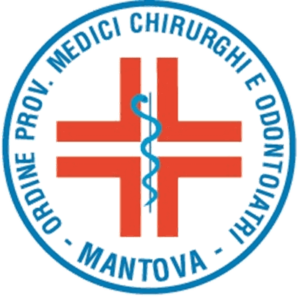 ORDINE PROV. MEDICI CHIRURGHI E ODONTOIATRI
- MANTOVA -